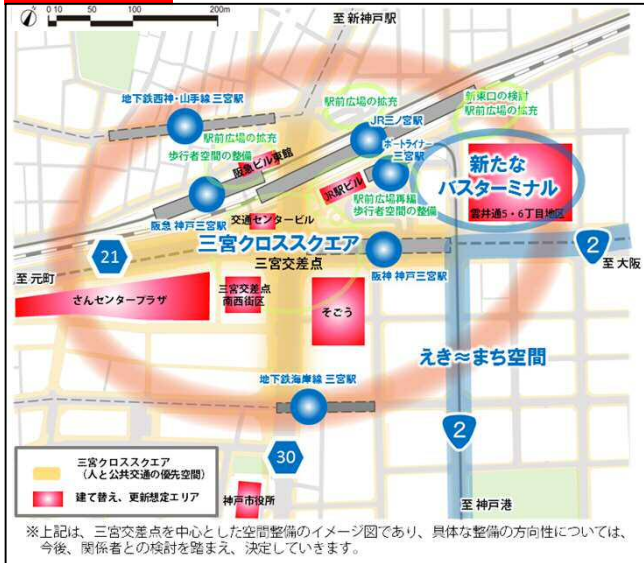 0 10 50 100 200m
至 新神戸駅
地下鉄西神・山手線 三宮駅
駅前広場の拡充
新東口の検討
駅前広場の拡充
JR三ノ宮駅
駅前広場の拡充
歩行者空間の整備
阪急ビル東館
ポートライナー
三宮駅
JR駅ビル
新たな
バスターミナル
雲井通5・6丁目地区
駅前広場再編
歩行者空間の整備
阪急 神戸三宮駅
交通センタービル
三宮クロススクエア
三宮交差点
阪神 神戸三宮駅
21
2
至 元町
至 大阪
さんセンタープラザ
三宮交差点
南西街区
そごう
えき≈まち空間
地下鉄海岸線 三宮駅
2
30
三宮クロススクエア
(人と公共交通の優先空間)
建て替え、更新想定エリア
神戸市役所
至 神戸港
※上記は、三宮交差点を中心とした空間整備のイメージ図であり、具体な整備の方向性については、
今後、関係者との検討を踏まえ、決定していきます。